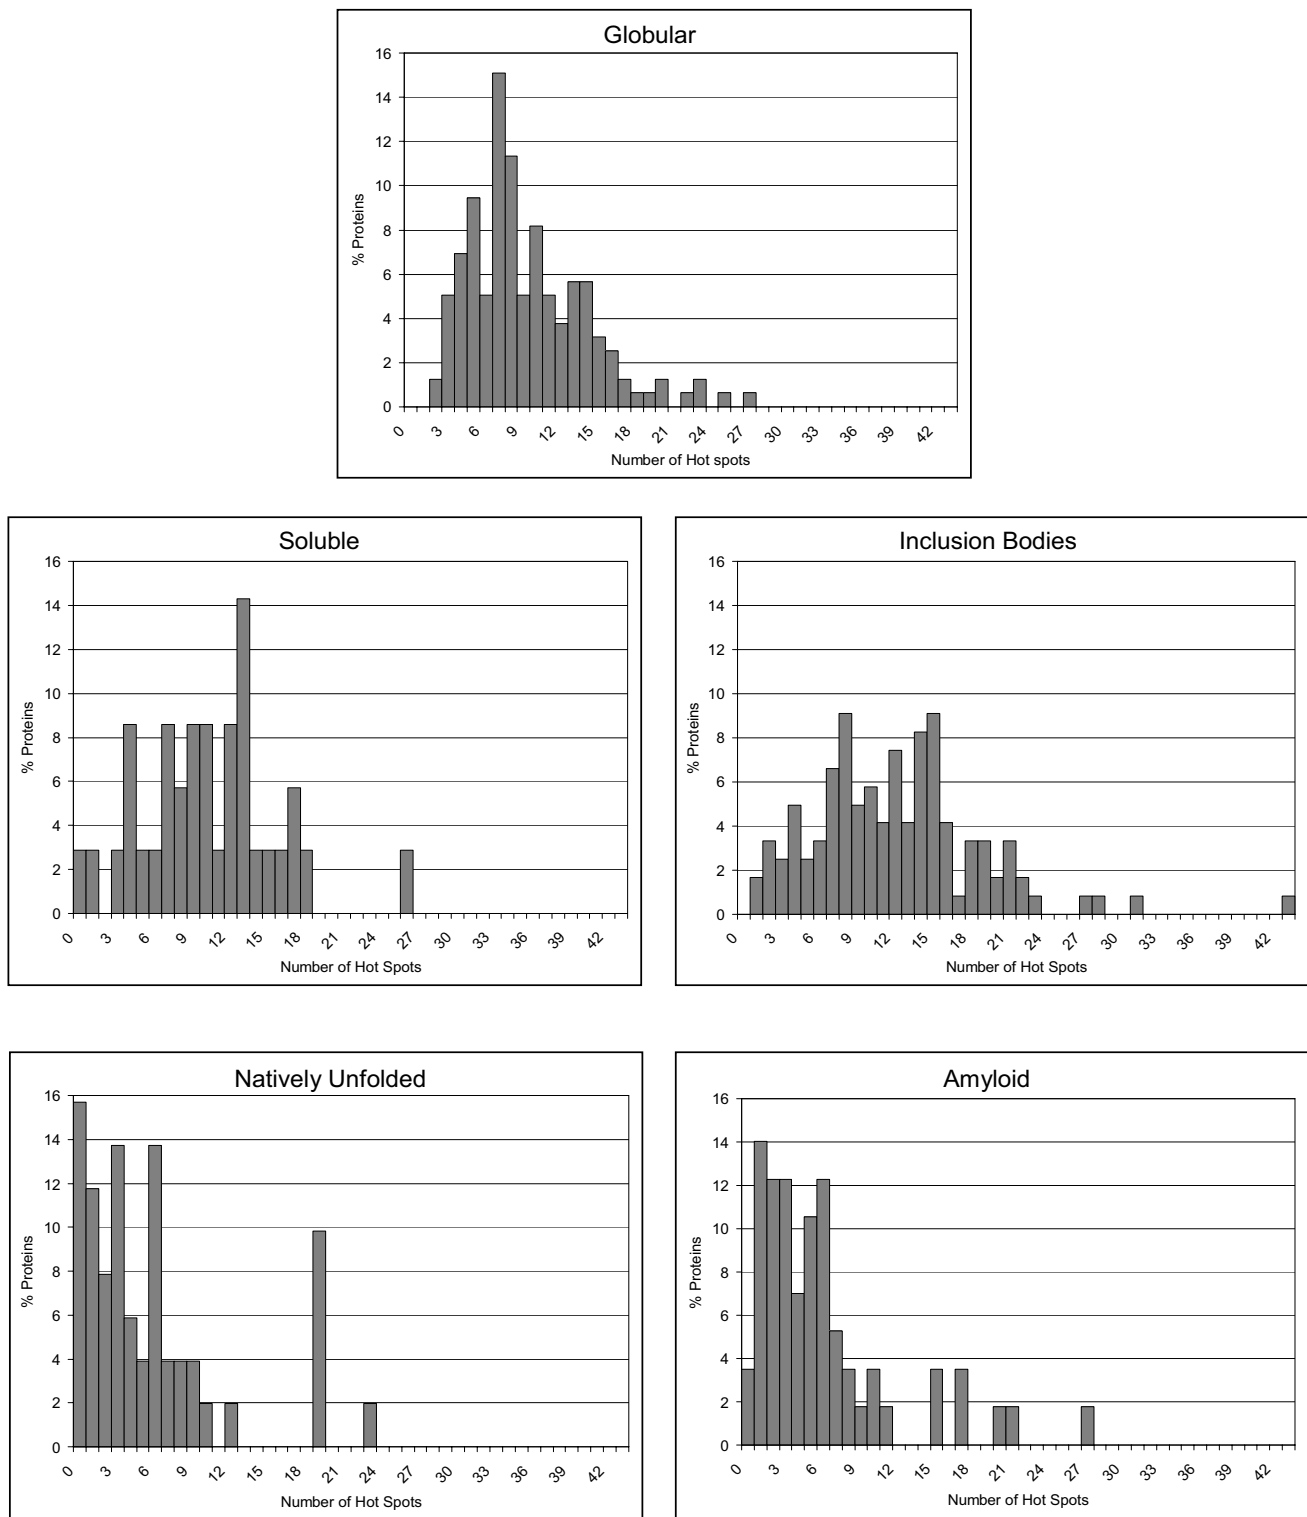 Globular
16
14
12
10
8
6
4
2
0
% Proteins
0 3 6 9 12 15 18 21 24 27 30 33 36 39 42
Number of Hot spots
Soluble
16
14
12
10
8
6
4
2
0
% Proteins
0 3 6 9 12 15 18 21 24 27 30 33 36 39 42
Number of Hot Spots
Inclusion Bodies
16
14
12
10
8
6
4
2
0
% Proteins
0 3 6 9 12 15 18 21 24 27 30 33 36 39 42
Number of Hot Spots
Natively Unfolded
16
14
12
10
8
6
4
2
0
% Proteins
0 3 6 9 12 15 18 21 24 27 30 33 36 39 42
Number of Hot Spots
Amyloid
16
14
12
10
8
6
4
2
0
% Proteins
0 3 6 9 12 15 18 21 24 27 30 33 36 39 42
Number of Hot Spots